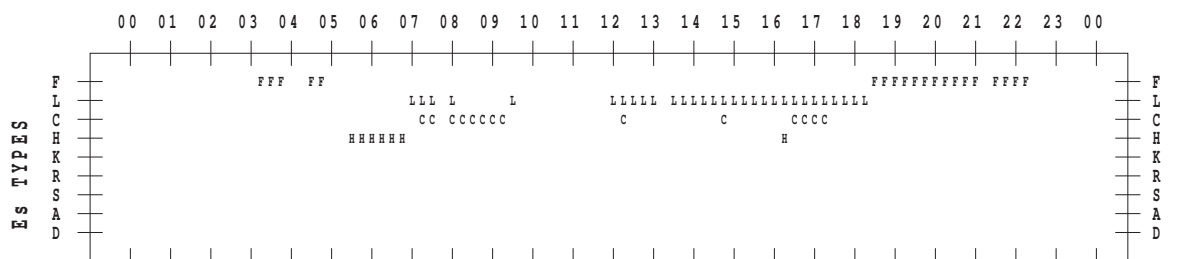 00 01 02 03 04 05 06 07 08 09 10 11 12 13 14 15 16 17 18 19 20 21 22 23 00
Es TYPES
F FFF FF FFFFFFFFFFF FFFF F
L LLL L L LLLLL LLLLLLLLLLLLLLLLLLLL L
C CC CCCCCC C C CCCC C
H HHHHHH H H
K K
R R
S S
A A
D D